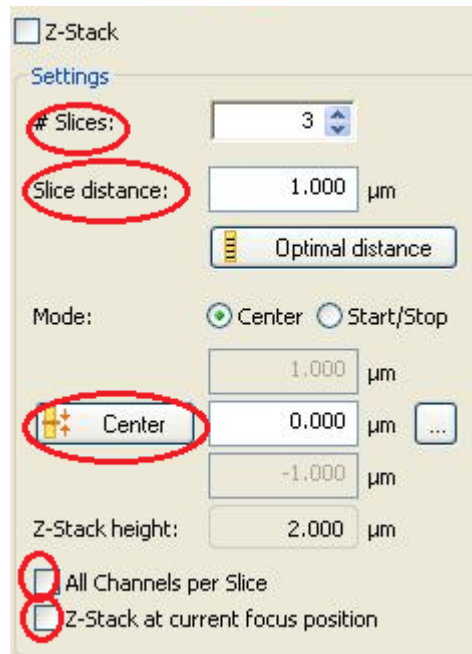 Z-Stack
Settings
# Slices: 3
Slice distance: 1.000 µm
Optimal distance
Mode: Center Start/Stop
1.000 µm
Center 0.000 µm ...
-1.000 µm
Z-Stack height: 2.000 µm
All Channels per Slice
Z-Stack at current focus position